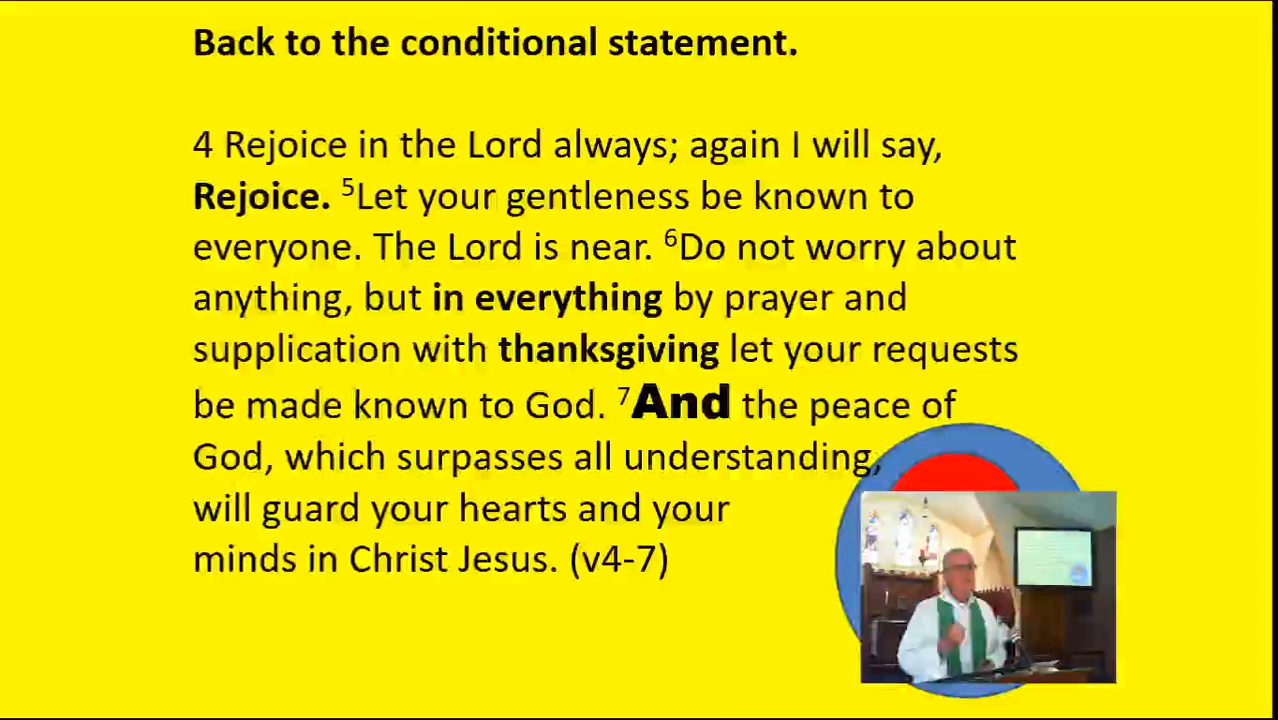 Back to the conditional statement.
4 Rejoice in the Lord always; again I will say,
Rejoice. ⁵Let your gentleness be known to
everyone. The Lord is near. ⁶Do not worry about
anything, but in everything by prayer and
supplication with thanksgiving let your requests
be made known to God. ⁷And the peace of
God, which surpasses all understanding,
will guard your hearts and your
minds in Christ Jesus. (v4-7)